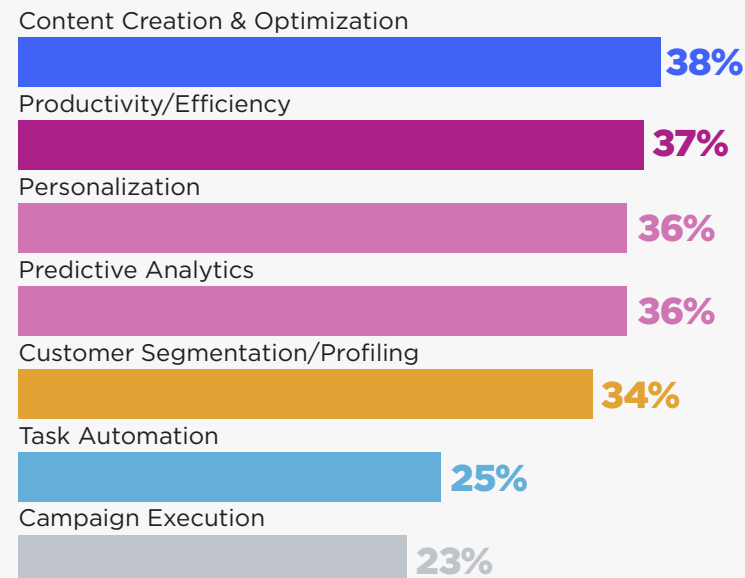 Content Creation & Optimization
38%
Productivity/Efficiency
37%
Personalization
36%
Predictive Analytics
36%
Customer Segmentation/Profiling
34%
Task Automation
25%
Campaign Execution
23%